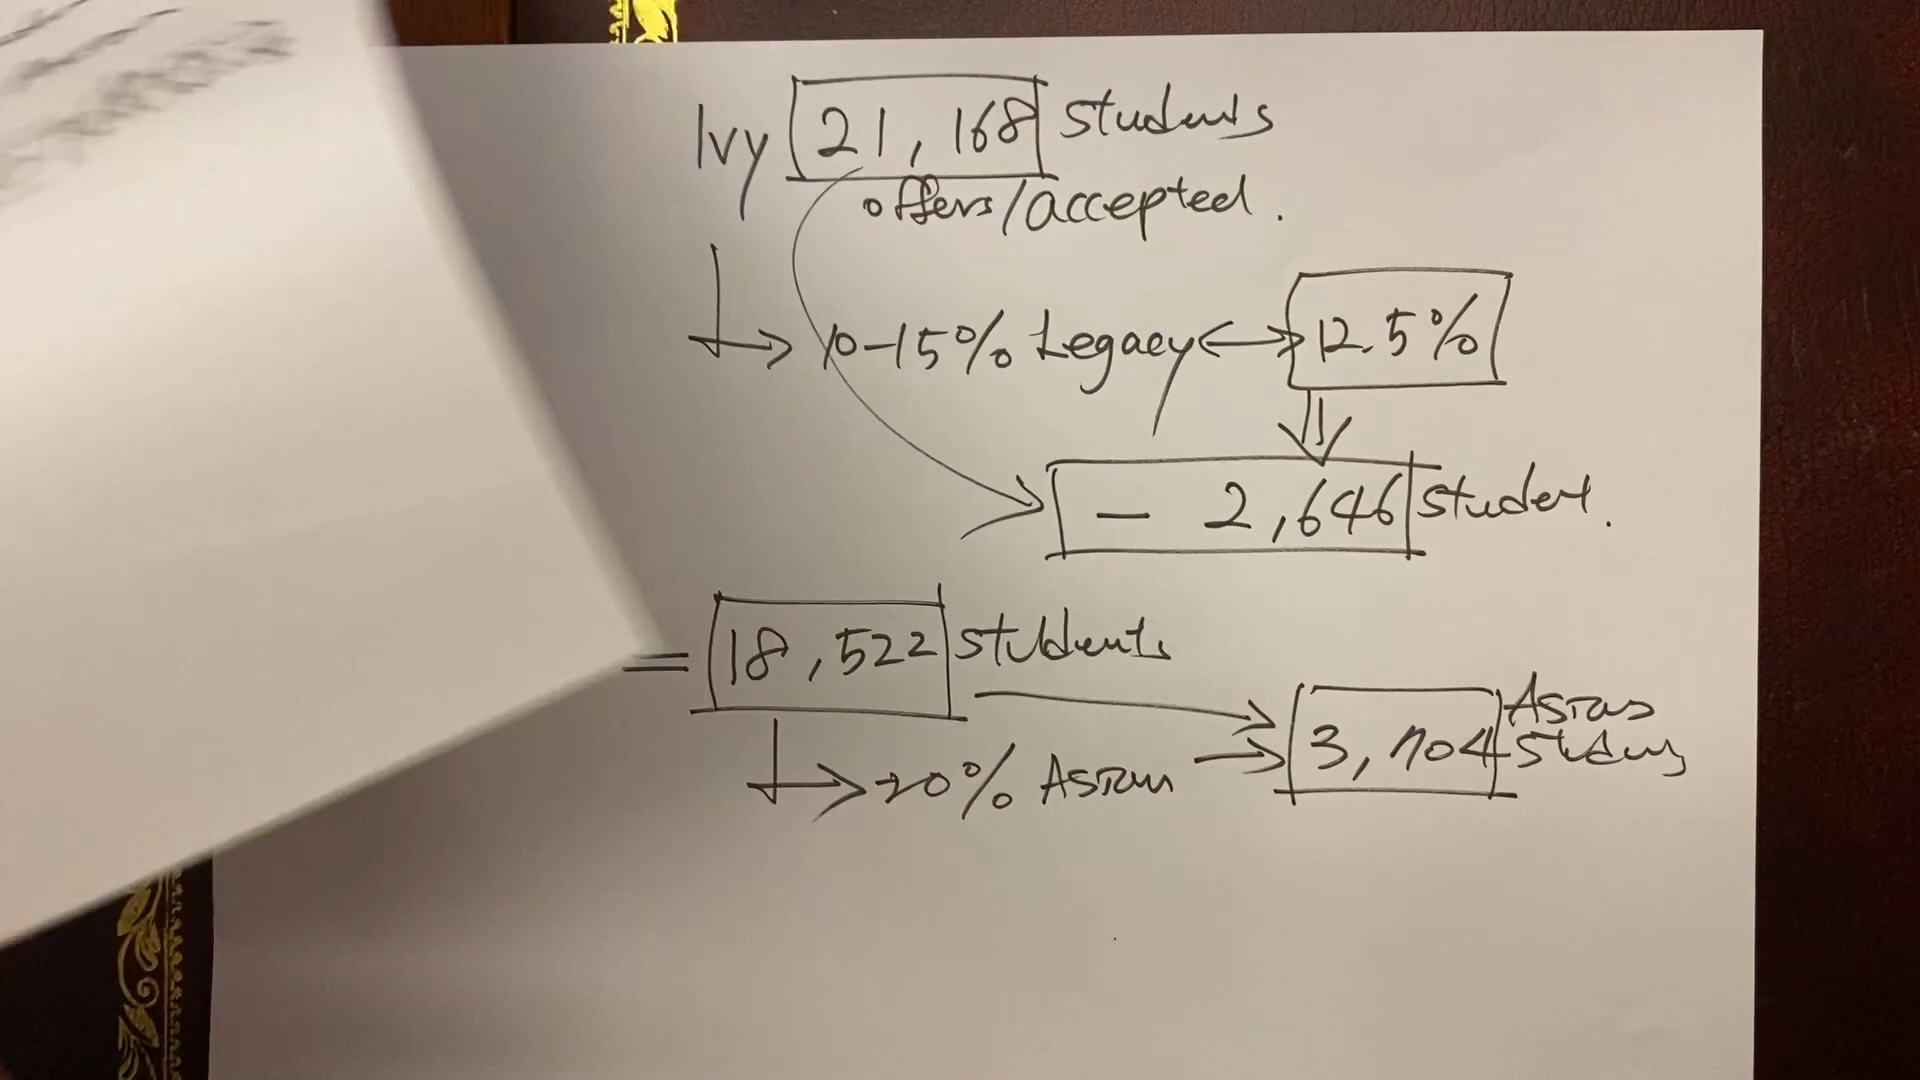 Ivy 21,168 students
offers/accepted.
10-15% Legacy 12.5%
- 2,646 student.
= 18,522 students
20% Asian 3,704 Asian